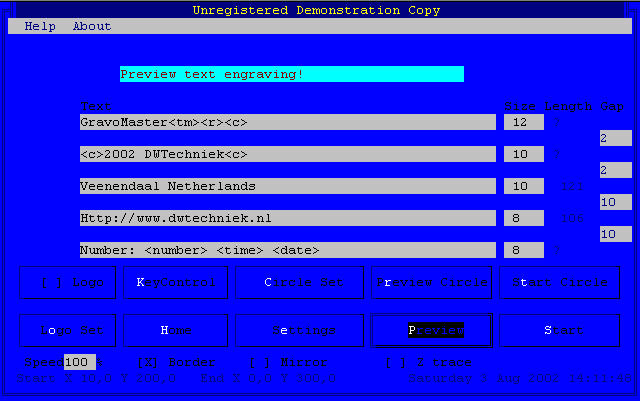 Unregistered Demonstration Copy
Help About
Preview text engraving!
Text Size Length Gap
GravoMaster<tm><r><c> 12 ?
2
<c>2002 DWTechniek<c> 10 ?
2
Veenendaal Netherlands 10 121
10
Http://www.dwtechniek.nl 8 106
10
Number: <number> <time> <date> 8 ?
[ ] Logo KeyControl Circle Set Preview Circle Start Circle
Logo Set Home Settings Preview Start
Speed 100 % [X] Border [ ] Mirror [ ] Z trace
Start X 10,0 Y 200,0 End X 0,0 Y 200,0 Saturday 3 Aug 2002 14:11:48